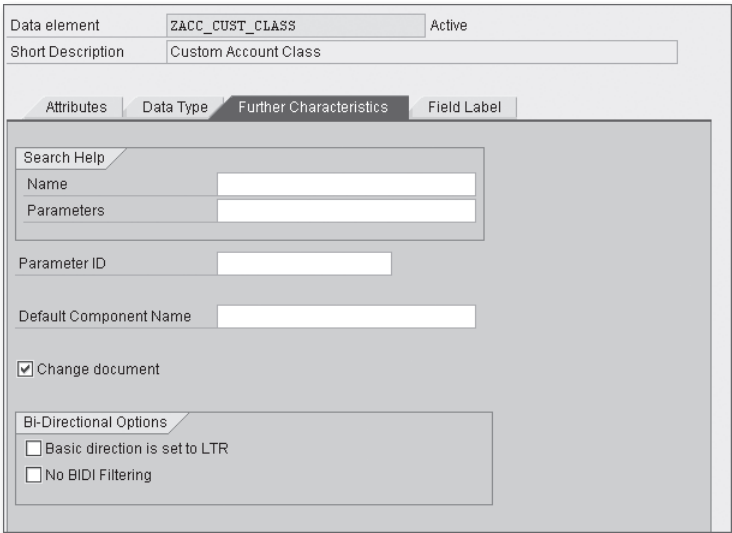 Data element ZACC_CUST_CLASS Active
Short Description Custom Account Class
Attributes Data Type Further Characteristics Field Label
Search Help
Name
Parameters
Parameter ID
Default Component Name
Change document
Bi-Directional Options
Basic direction is set to LTR
No BIDI Filtering